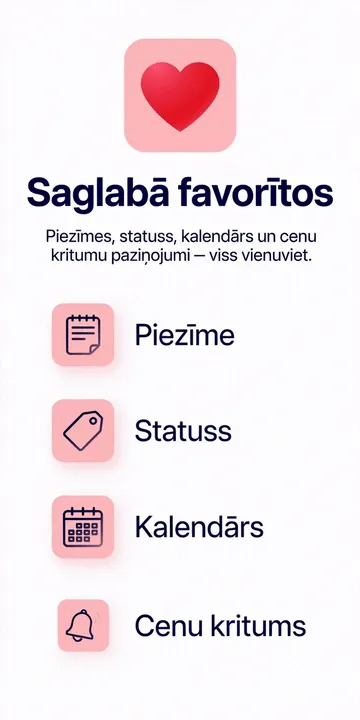 Saglabā favorītos
Piezīmes, statuss, kalendārs un cenu
kritumu paziņojumi – viss vienuviet.
Piezīme
Statuss
Kalendārs
Cenu kritums